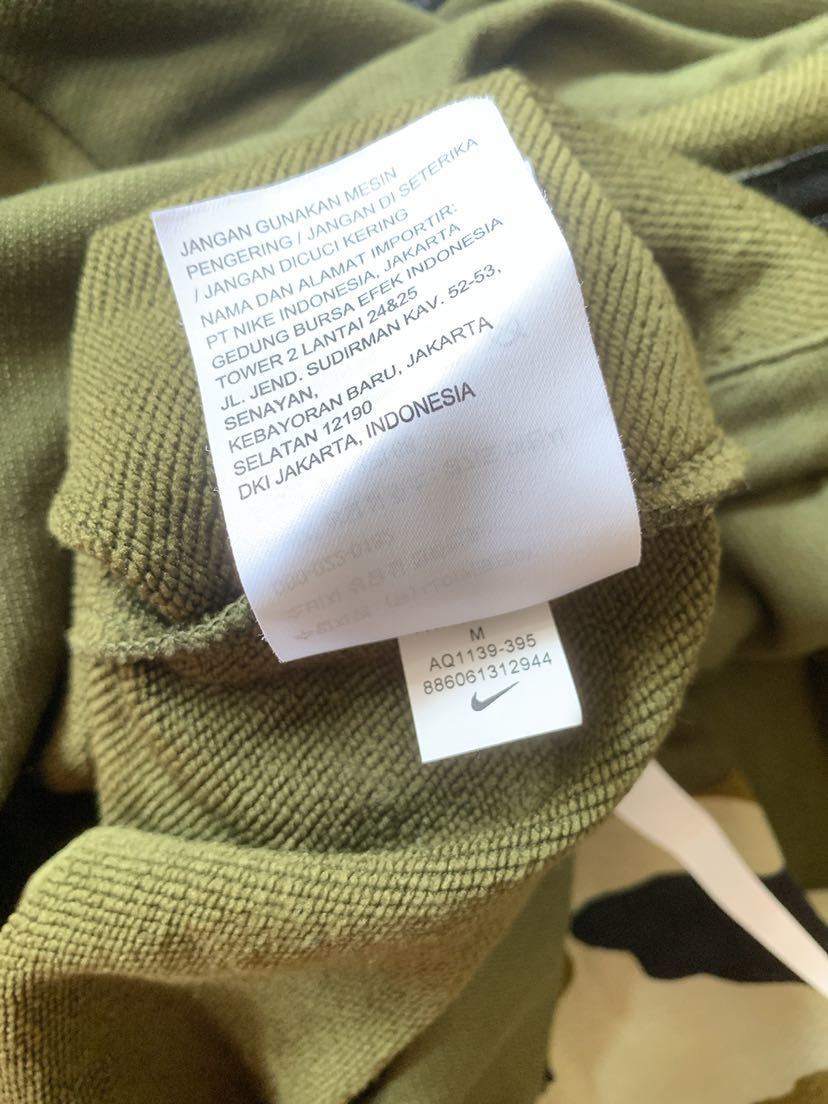 JANGAN GUNAKAN MESIN
PENGERING / JANGAN DI SETERIKA
/ JANGAN DICUCI KERING
NAMA DAN ALAMAT IMPORTIR:
PT NIKE INDONESIA, JAKARTA
GEDUNG BURSA EFEK INDONESIA
TOWER 2 LANTAI 24&25
JL. JEND. SUDIRMAN KAV. 52-53,
SENAYAN,
KEBAYORAN BARU, JAKARTA
SELATAN 12190
DKI JAKARTA, INDONESIA
M
AQ1139-395
886061312944